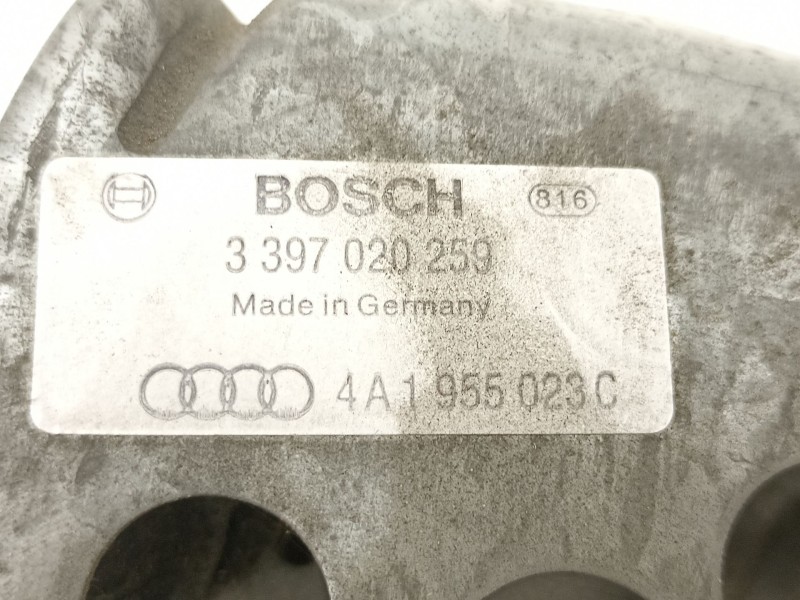 BOSCH 816
3 397 020 259
Made in Germany
4A1 955 023 C